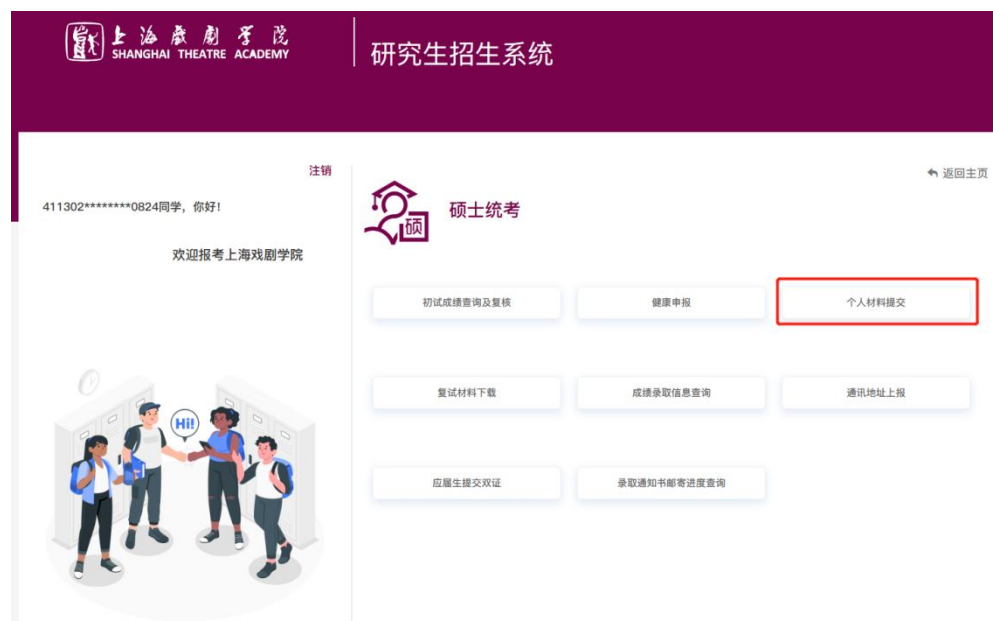 上海戲劇學院
SHANGHAI THEATRE ACADEMY
研究生招生系统
注销
411302********0824同学，你好！
欢迎报考上海戏剧学院
返回主页
硕
硕士统考
初试成绩查询及复核
健康申报
个人材料提交
复试材料下载
成绩录取信息查询
通讯地址上报
应届生提交双证
录取通知书邮寄进度查询
Hi!